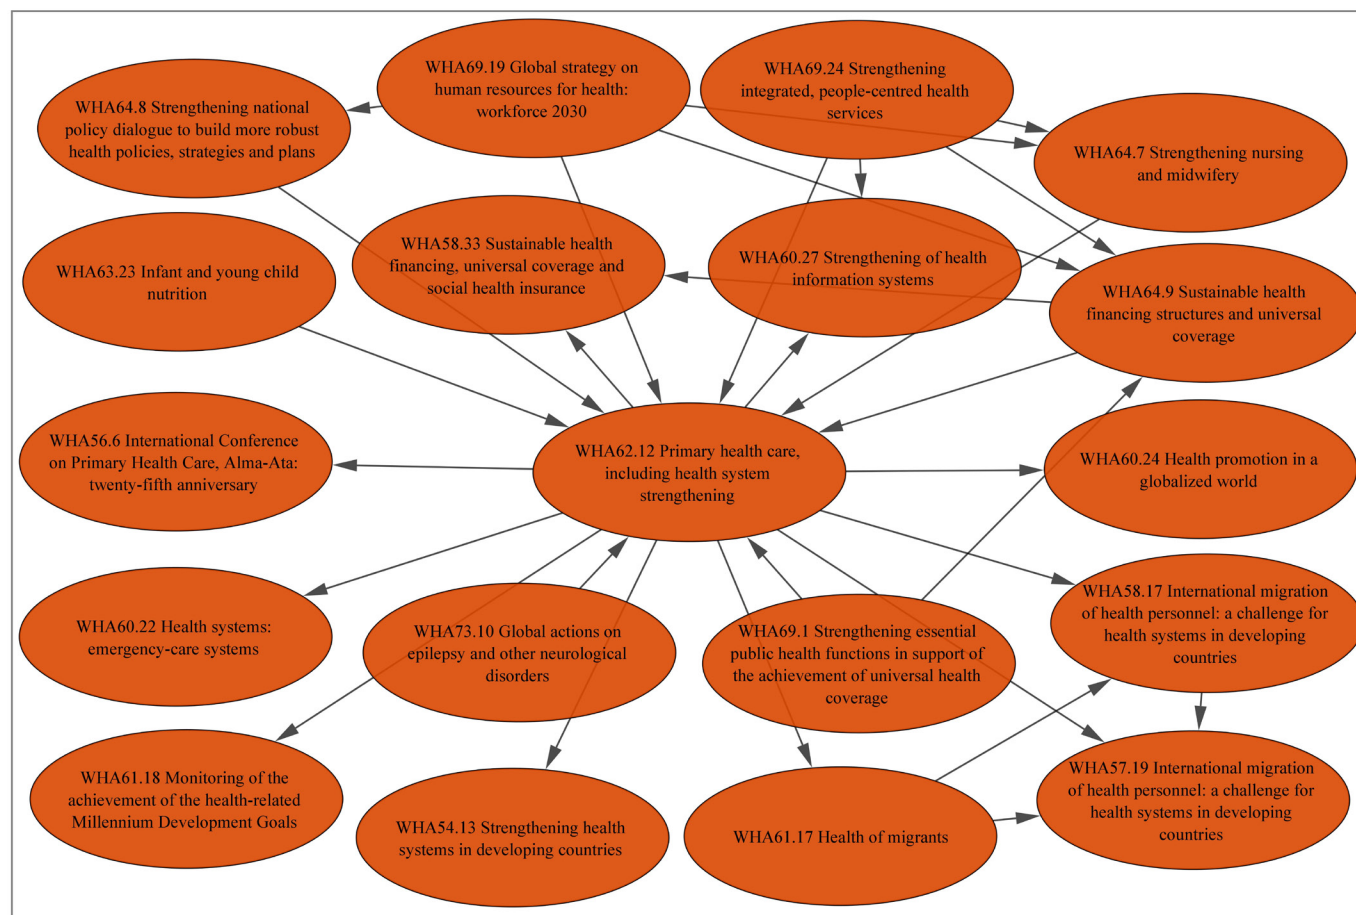 WHA69.19 Global strategy on
human resources for health:
workforce 2030
WHA69.24 Strengthening
integrated, people-centred health
services
WHA64.8 Strengthening national
policy dialogue to build more robust
health policies, strategies and plans
WHA64.7 Strengthening nursing
and midwifery
WHA58.33 Sustainable health
financing, universal coverage and
social health insurance
WHA60.27 Strengthening of health
information systems
WHA63.23 Infant and young child
nutrition
WHA64.9 Sustainable health
financing structures and universal
coverage
WHA56.6 International Conference
on Primary Health Care, Alma-Ata:
twenty-fifth anniversary
WHA62.12 Primary health care,
including health system
strengthening
WHA60.24 Health promotion in a
globalized world
WHA60.22 Health systems:
emergency-care systems
WHA73.10 Global actions on
epilepsy and other neurological
disorders
WHA69.1 Strengthening essential
public health functions in support of
the achievement of universal health
coverage
WHA58.17 International migration
of health personnel: a challenge for
health systems in developing
countries
WHA61.18 Monitoring of the
achievement of the health-related
Millennium Development Goals
WHA54.13 Strengthening health
systems in developing countries
WHA61.17 Health of migrants
WHA57.19 International migration
of health personnel: a challenge for
health systems in developing
countries